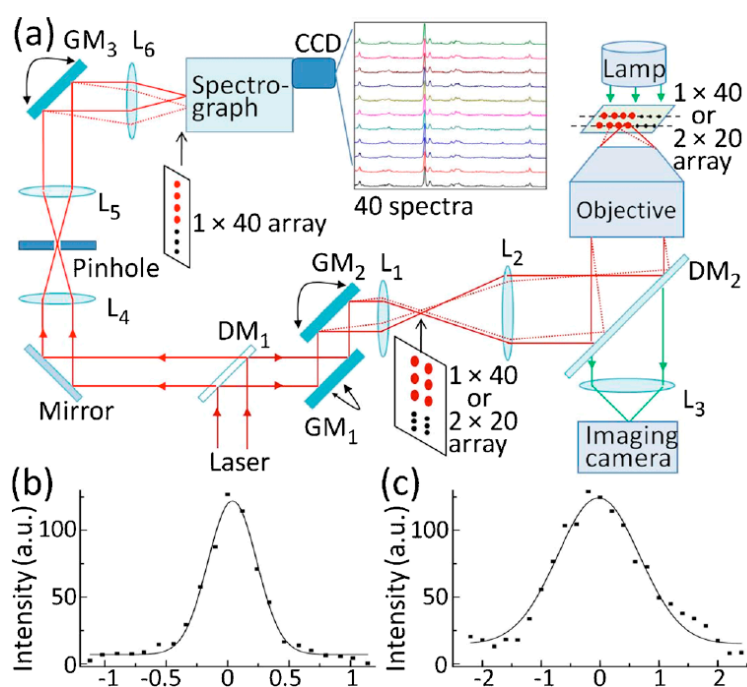 (a)
GM3
L6
CCD
Spectro-
graph
40 spectra
Lamp
1 × 40
or
2 × 20
array
Objective
L5
1 × 40 array
Pinhole
L4
GM2
L1
L2
DM2
DM1
Mirror
GM1
1 × 40
or
2 × 20
array
L3
Laser
Imaging
camera
(b)
Intensity (a.u.)
100
50
0
-1
-0.5
0
0.5
1
(c)
Intensity (a.u.)
100
50
0
-2
-1
0
1
2